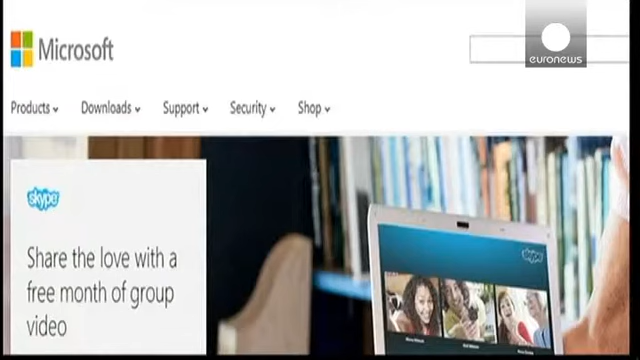 euronews
Microsoft
Products
Downloads
Support
Security
Shop
skype
Share the love with a
free month of group
video
skype